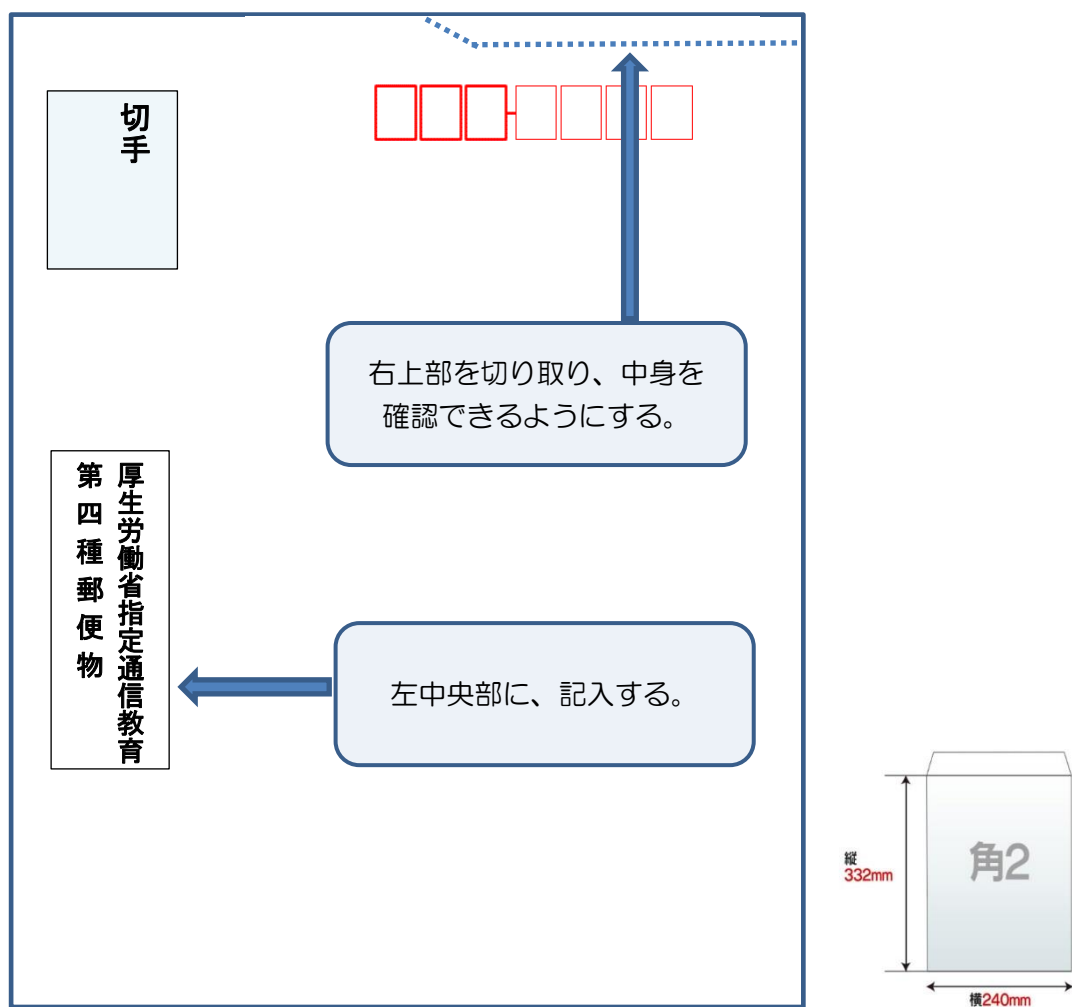 切手
右上部を切り取り、中身を
確認できるようにする。
厚生労働省指定通信教育
第四種郵便物
左中央部に、記入する。
角2
縦
332mm
横240mm